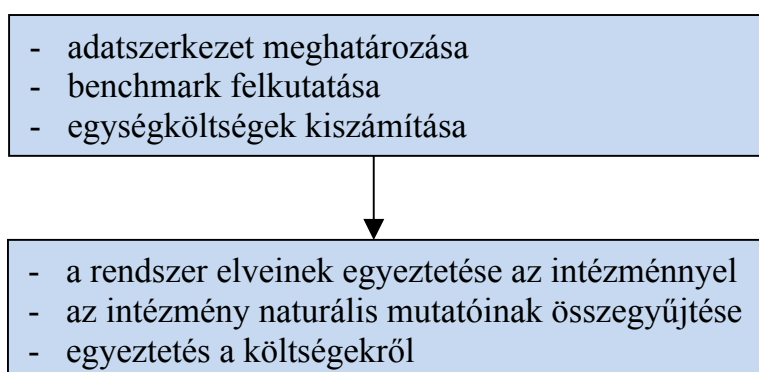 - adatszerkezet meghatározása
- benchmark felkutatása
- egységköltségek kiszámítása
- a rendszer elveinek egyeztetése az intézménnyel
- az intézmény naturális mutatóinak összegyűjtése
- egyeztetés a költségekről